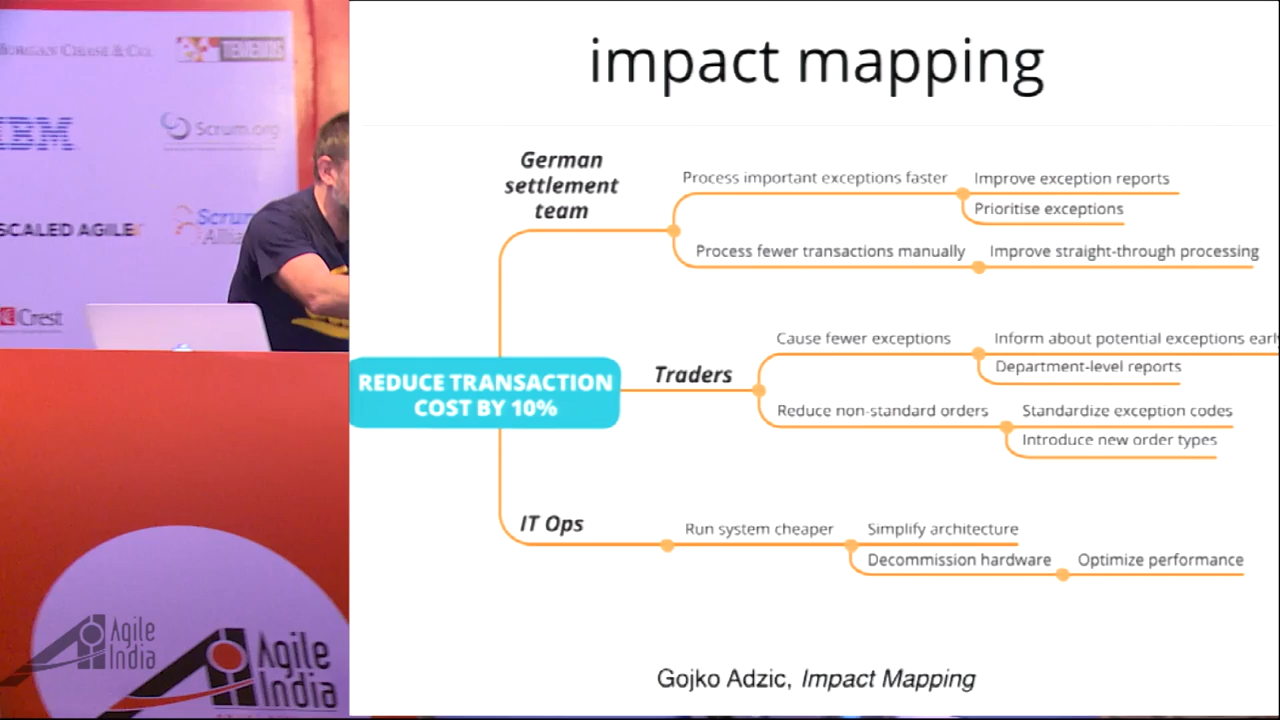 impact mapping
German
settlement
team
Process important exceptions faster
Improve exception reports
Prioritise exceptions
Process fewer transactions manually
Improve straight-through processing
REDUCE TRANSACTION
COST BY 10%
Traders
Cause fewer exceptions
Inform about potential exceptions earl
Department-level reports
Reduce non-standard orders
Standardize exception codes
Introduce new order types
IT Ops
Run system cheaper
Simplify architecture
Decommission hardware
Optimize performance
Gojko Adzic, Impact Mapping
IBM
Scrum.org
SCALED AGILE
Scrum
Crest
Agile
India
Agile
India